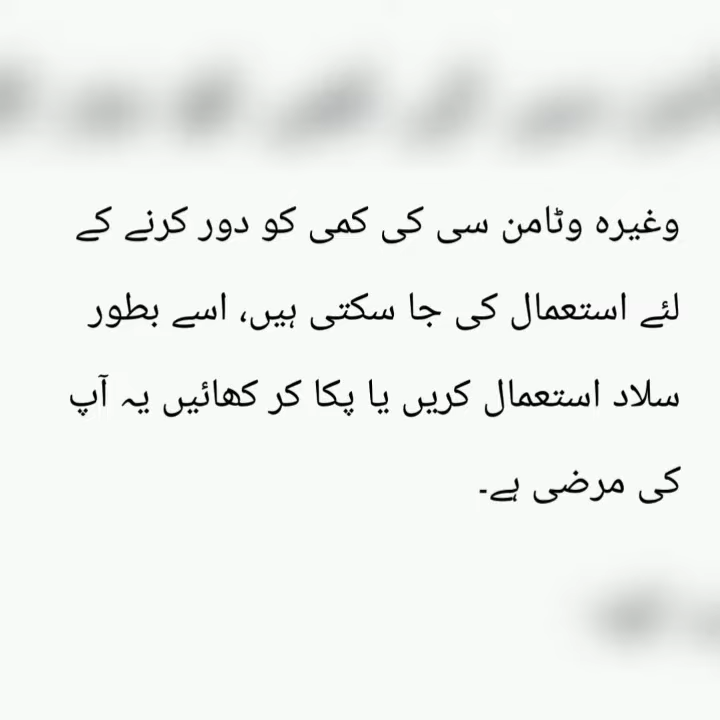 وغیرہ وٹامن سی کی کمی کو دور کرنے کے
لئے استعمال کی جا سکتی ہیں، اسے بطور
سلاد استعمال کریں یا پکا کر کھائیں یہ آپ
کی مرضی ہے۔